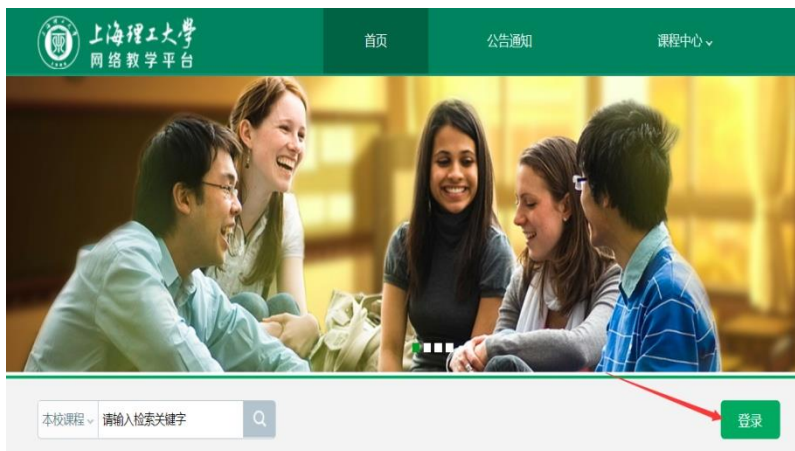 上海理工大學
网络教学平台
首页
公告通知
课程中心
本校课程
请输入检索关键字
登录